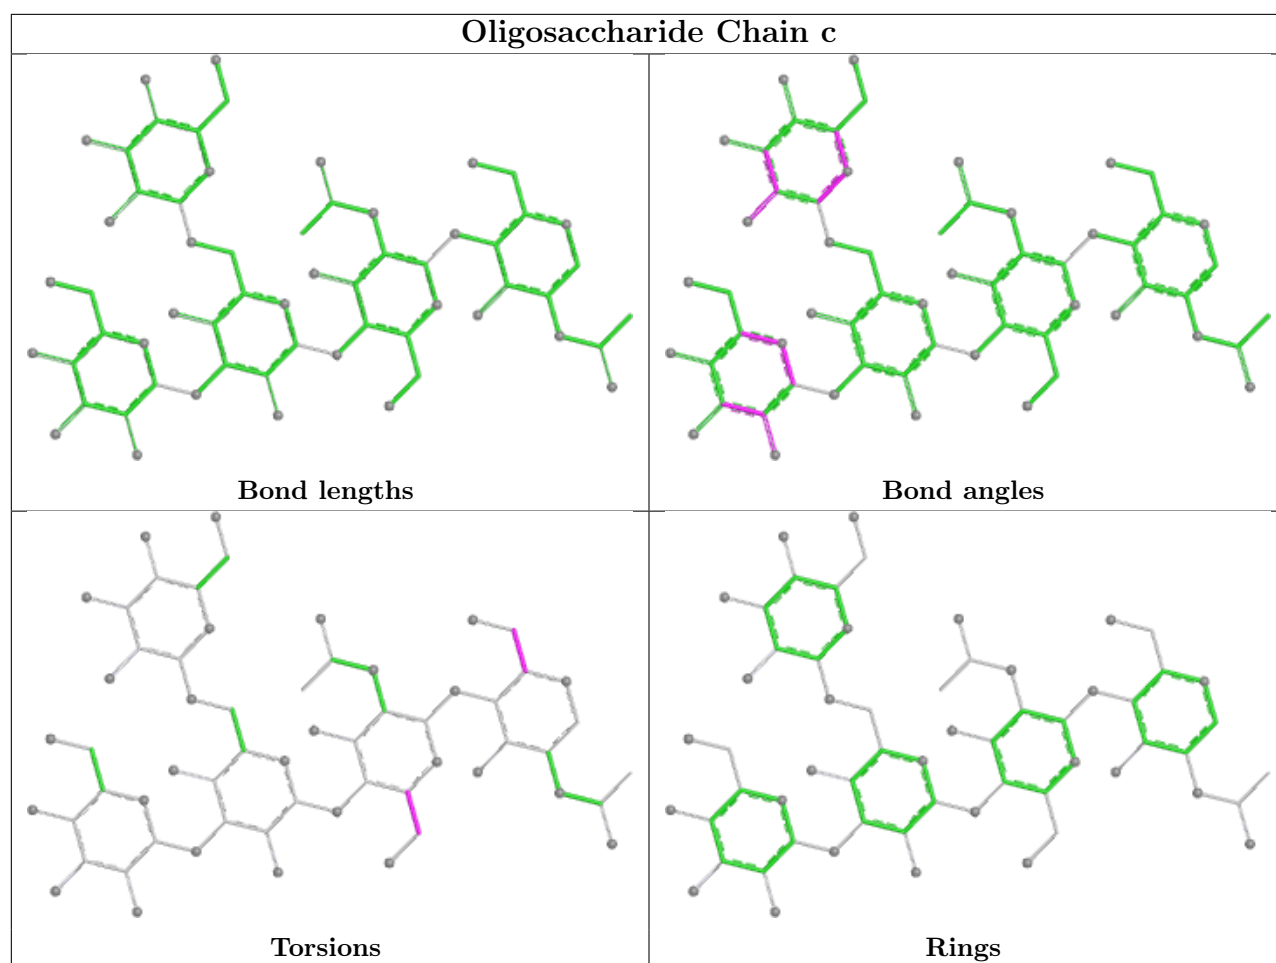 Oligosaccharide Chain c
Bond lengths
Bond angles
Torsions
Rings